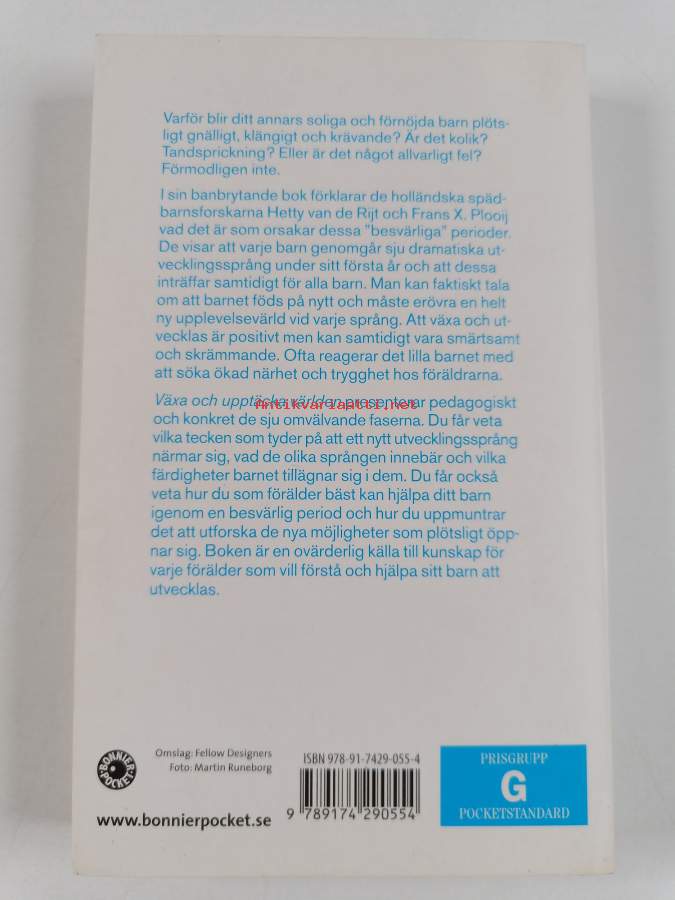 Varför blir ditt annars soliga och förnöjda barn plöts-
ligt gnälligt, klängigt och krävande? Är det kolik?
Tandsprickning? Eller är det något allvarligt fel?
Förmodligen inte.
I sin banbrytande bok förklarar de holländska späd-
barnsforskarna Hetty van de Rijt och Frans X. Plooij
vad det är som orsakar dessa "besvärliga" perioder.
De visar att varje barn genomgår sju dramatiska ut-
vecklingssprång under sitt första år och att dessa
inträffar samtidigt för alla barn. Man kan faktiskt tala
om att barnet föds på nytt och måste erövra en helt
ny upplevelsevärld vid varje språng. Att växa och ut-
vecklas är positivt men kan samtidigt vara smärtsamt
och skrämmande. Ofta reagerar det lilla barnet med
att söka ökad närhet och trygghet hos föräldrarna.
Växa och upptäcka världen presenterar pedagogiskt
och konkret de sju omvälvande faserna. Du får veta
vilka tecken som tyder på att ett nytt utvecklingssprång
närmar sig, vad de olika sprången innebär och vilka
färdigheter barnet tillägnar sig i dem. Du får också
veta hur du som förälder bäst kan hjälpa ditt barn
igenom en besvärlig period och hur du uppmuntrar
det att utforska de nya möjligheter som plötsligt öpp-
nar sig. Boken är en ovärderlig källa till kunskap för
varje förälder som vill förstå och hjälpa sitt barn att
utvecklas.
Antikvariaatti.net
BONNIER POCKET
Omslag: Fellow Designers
Foto: Martin Runeborg
www.bonnierpocket.se
ISBN 978-91-7429-055-4
9 789174 290554
PRISGRUPP
G
POCKETSTANDARD